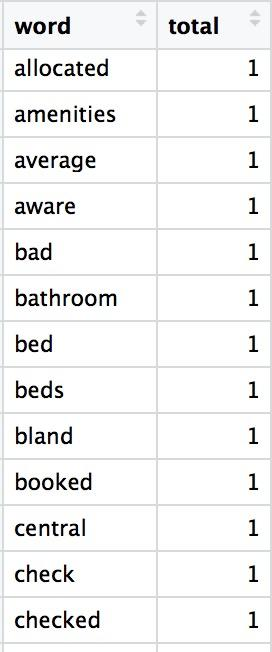 word total
allocated 1
amenities 1
average 1
aware 1
bad 1
bathroom 1
bed 1
beds 1
bland 1
booked 1
central 1
check 1
checked 1